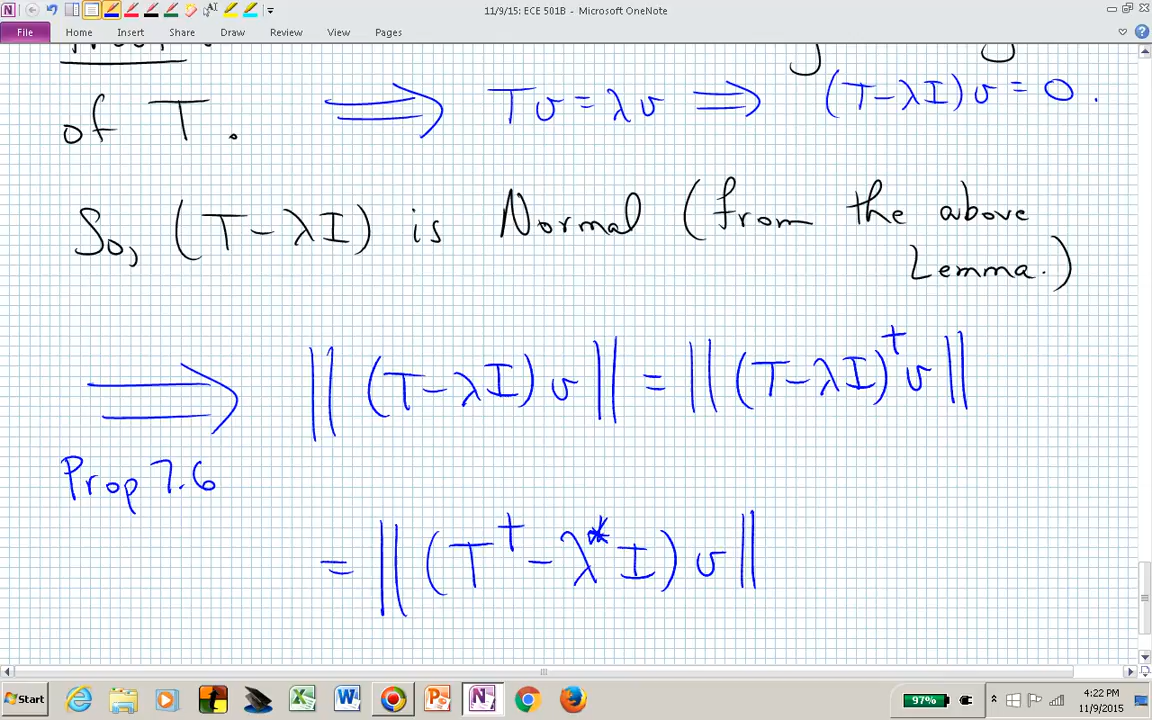 11/9/15: ECE 501B - Microsoft OneNote
File Home Insert Share Draw Review View Pages
of T. ⟹ Tv = λv ⟹ (T-λI)v = 0.
So, (T-λI) is Normal (from the above
Lemma.)
⟹ ||(T-λI)v|| = ||(T-λI)†v||
Prop 7.6
= ||(T† - λ*I)v||
Start
97%
4:22 PM
11/9/2015